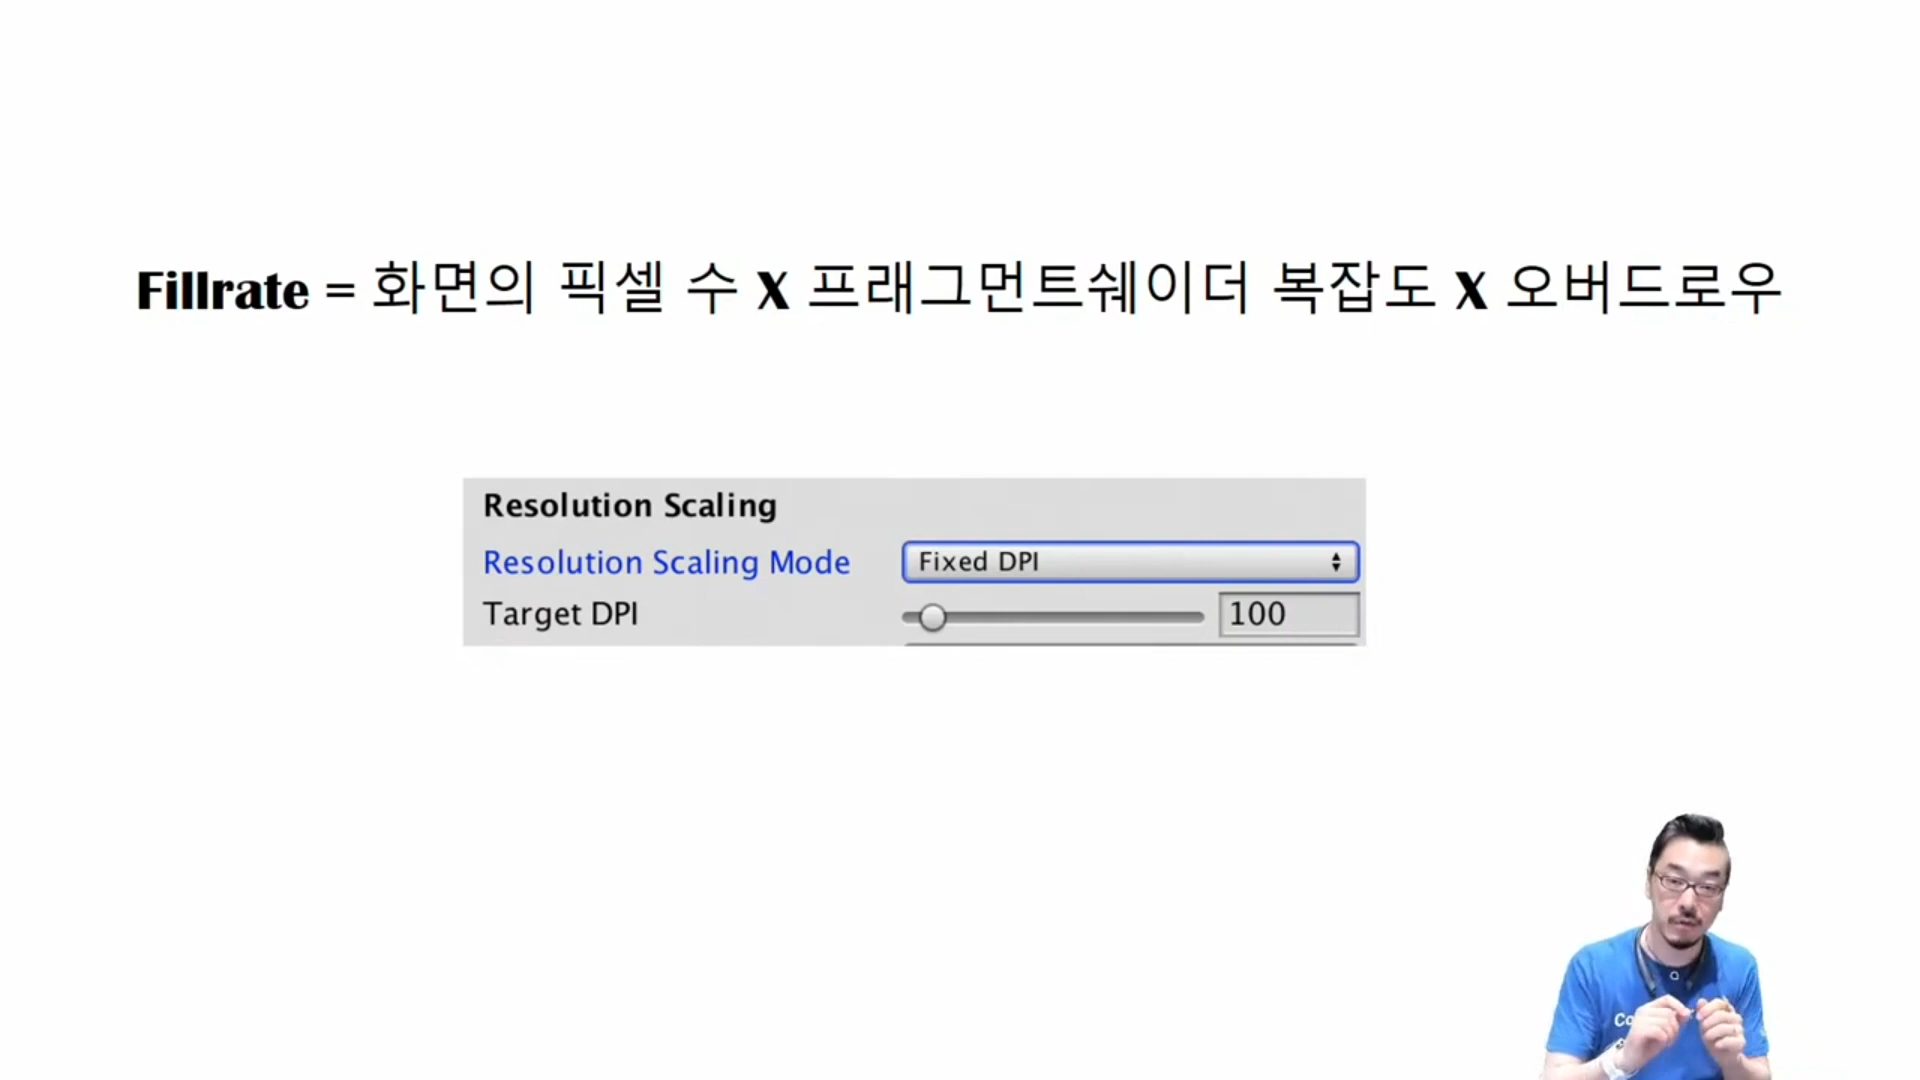 Fillrate = 화면의 픽셀 수 X 프래그먼트쉐이더 복잡도 X 오버드로우
Resolution Scaling
Resolution Scaling Mode Fixed DPI
Target DPI 100